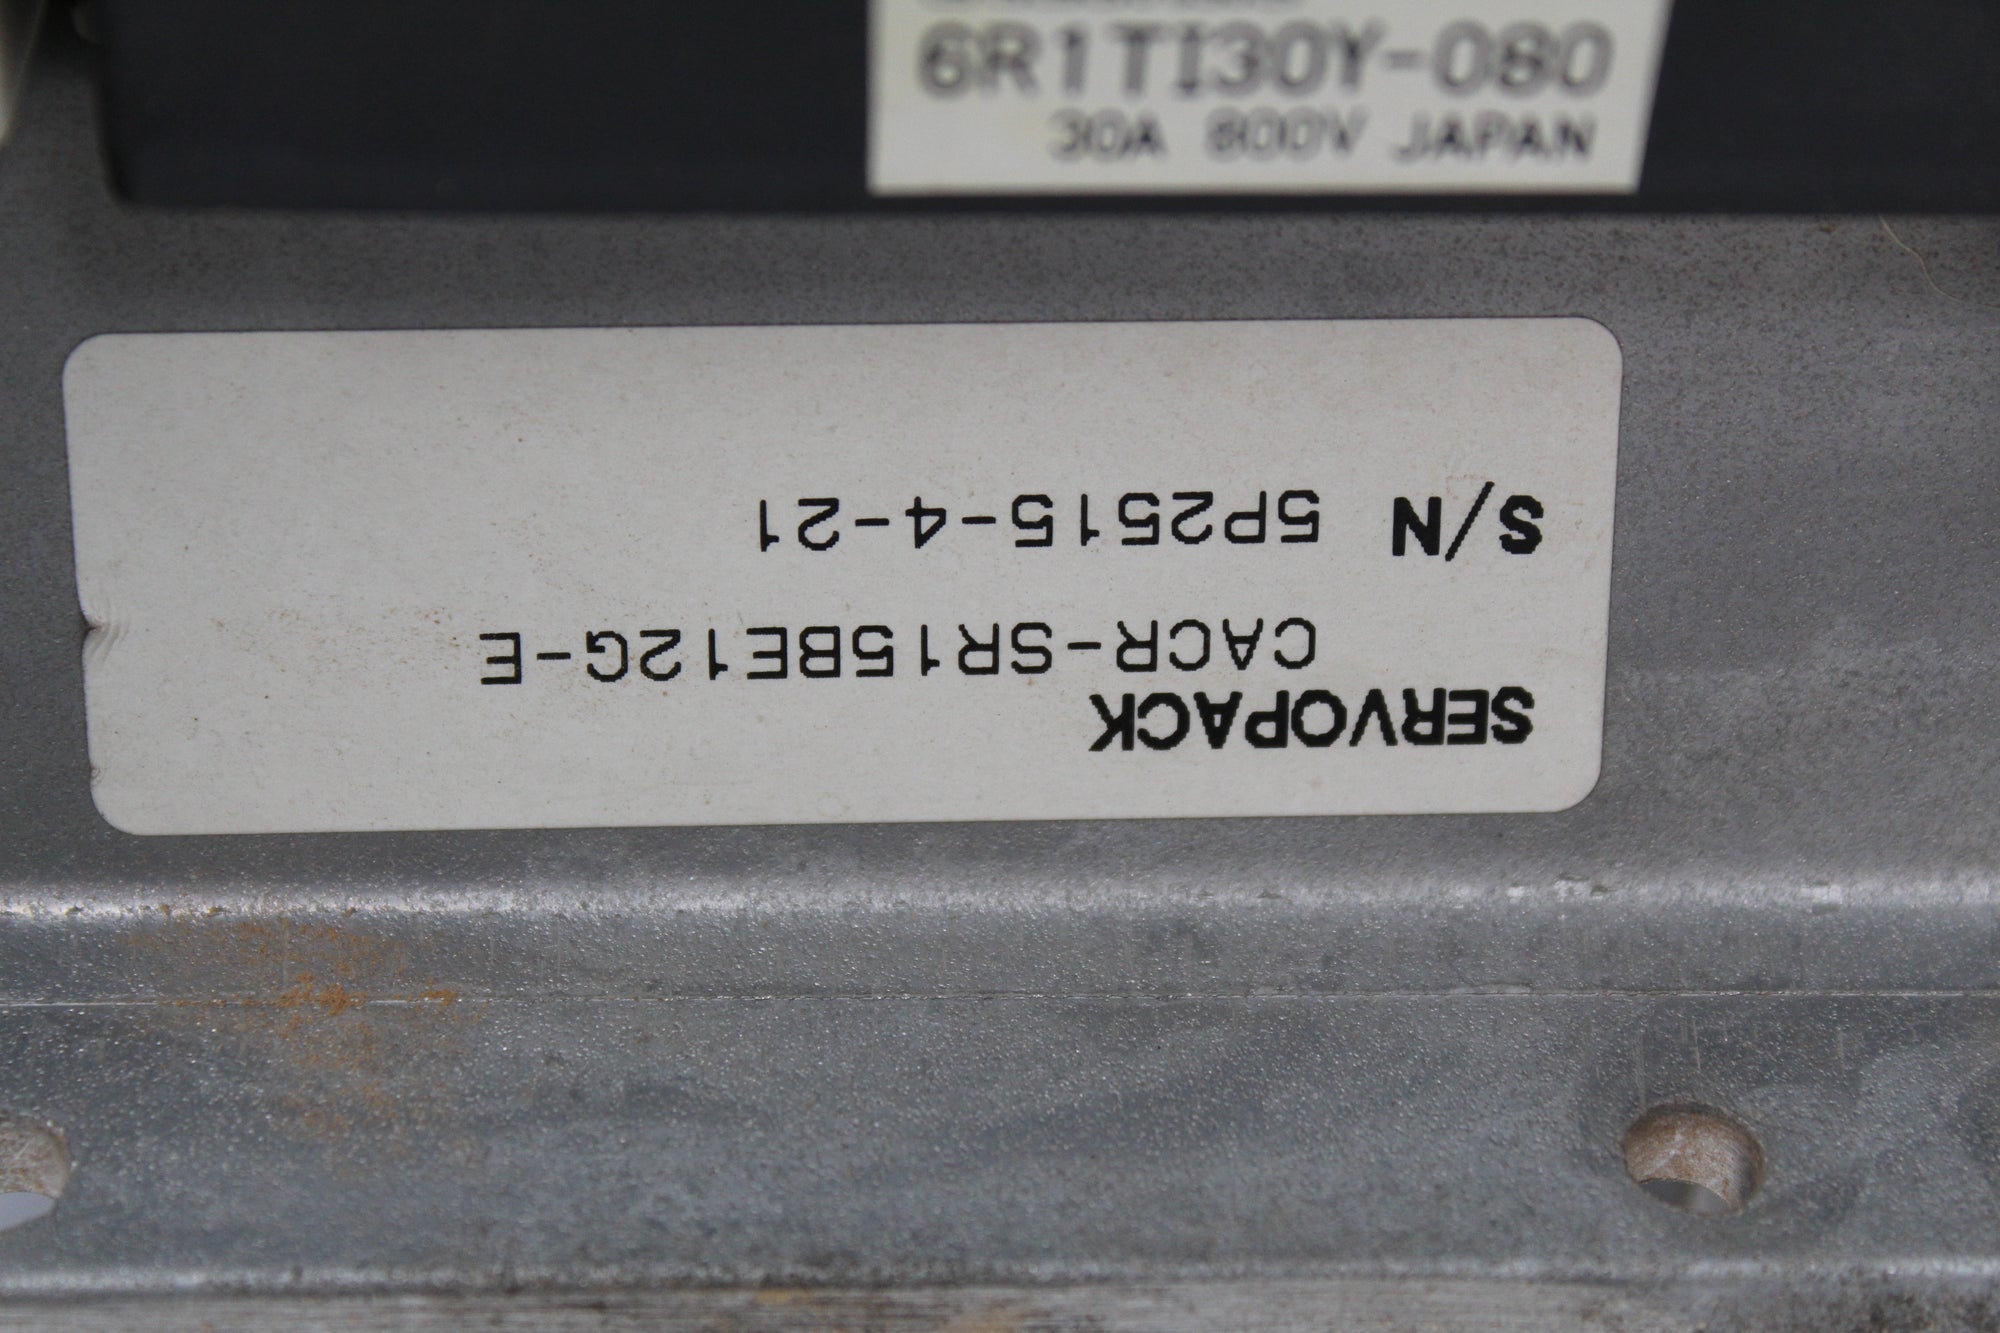 6R1TI30Y-080
30A 800V JAPAN
SERVOPACK
CACR-SR15BE12G-E
S/N 5P2515-4-21